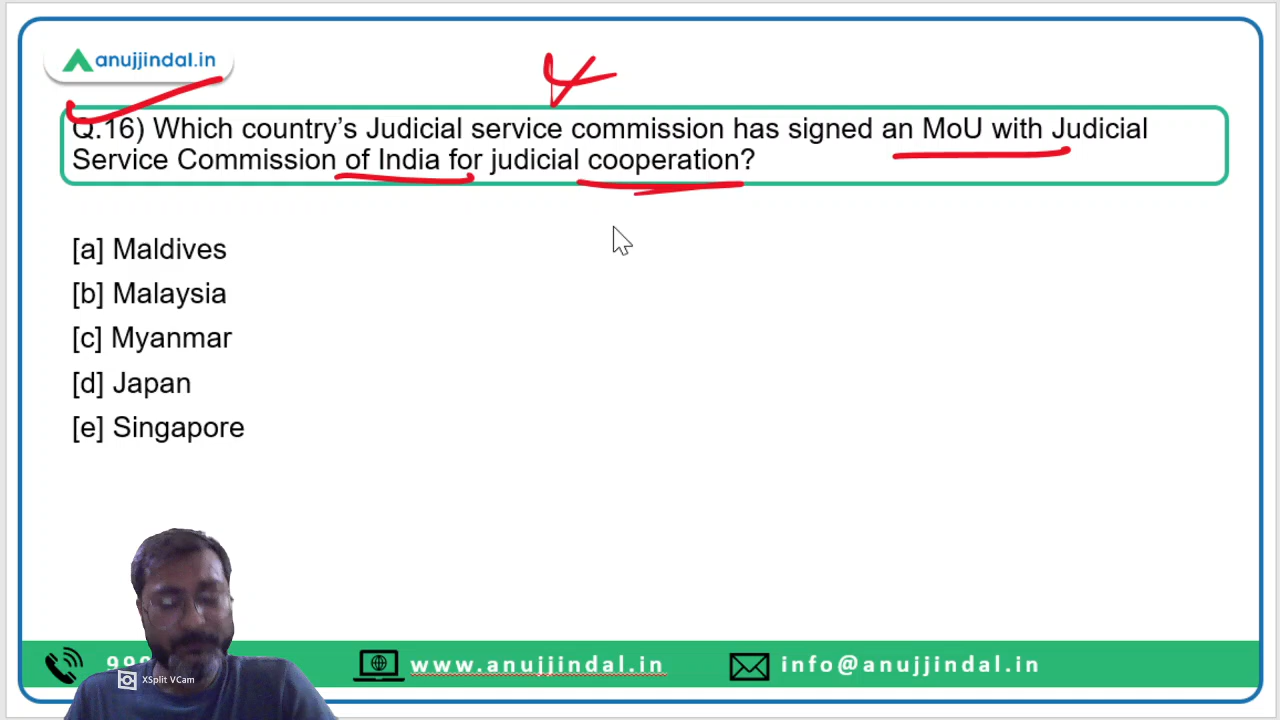 anujjindal.in
Q.16) Which country’s Judicial service commission has signed an MoU with Judicial
Service Commission of India for judicial cooperation?
[a] Maldives
[b] Malaysia
[c] Myanmar
[d] Japan
[e] Singapore
www.anujjindal.in
info@anujjindal.in
XSplit VCam